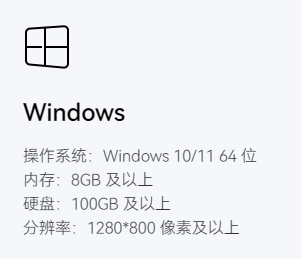 Windows
操作系统：Windows 10/11 64 位
内存：8GB 及以上
硬盘：100GB 及以上
分辨率：1280*800 像素及以上